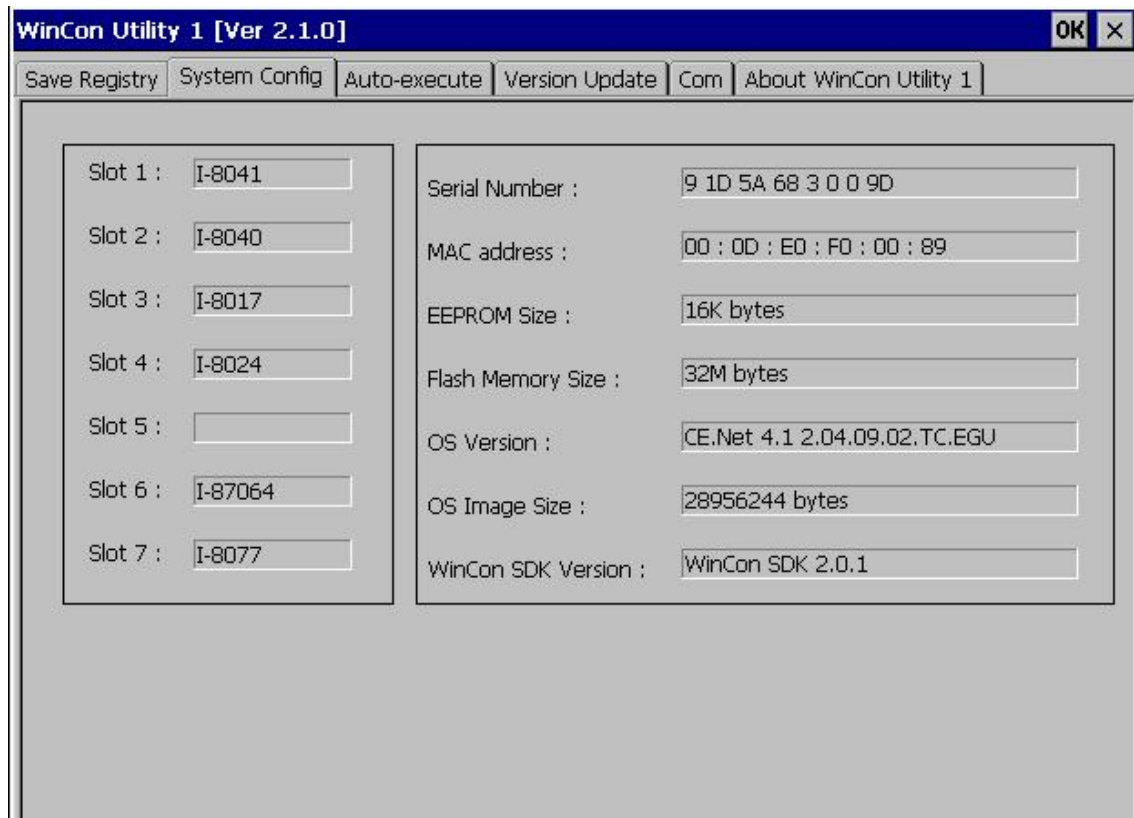 WinCon Utility 1 [Ver 2.1.0] OK ×
Save Registry System Config Auto-execute Version Update Com About WinCon Utility 1
Slot 1 : I-8041
Slot 2 : I-8040
Slot 3 : I-8017
Slot 4 : I-8024
Slot 5 :
Slot 6 : I-87064
Slot 7 : I-8077
Serial Number : 9 1D 5A 68 3 0 0 9D
MAC address : 00 : 0D : E0 : F0 : 00 : 89
EEPROM Size : 16K bytes
Flash Memory Size : 32M bytes
OS Version : CE.Net 4.1 2.04.09.02.TC.EGU
OS Image Size : 28956244 bytes
WinCon SDK Version : WinCon SDK 2.0.1